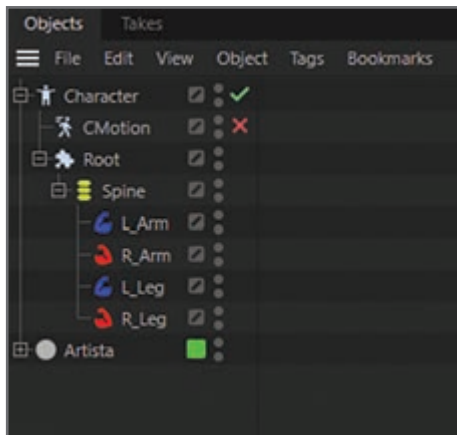 Objects Takes
File Edit View Object Tags Bookmarks
Character
CMotion
Root
Spine
L_Arm
R_Arm
L_Leg
R_Leg
Artista